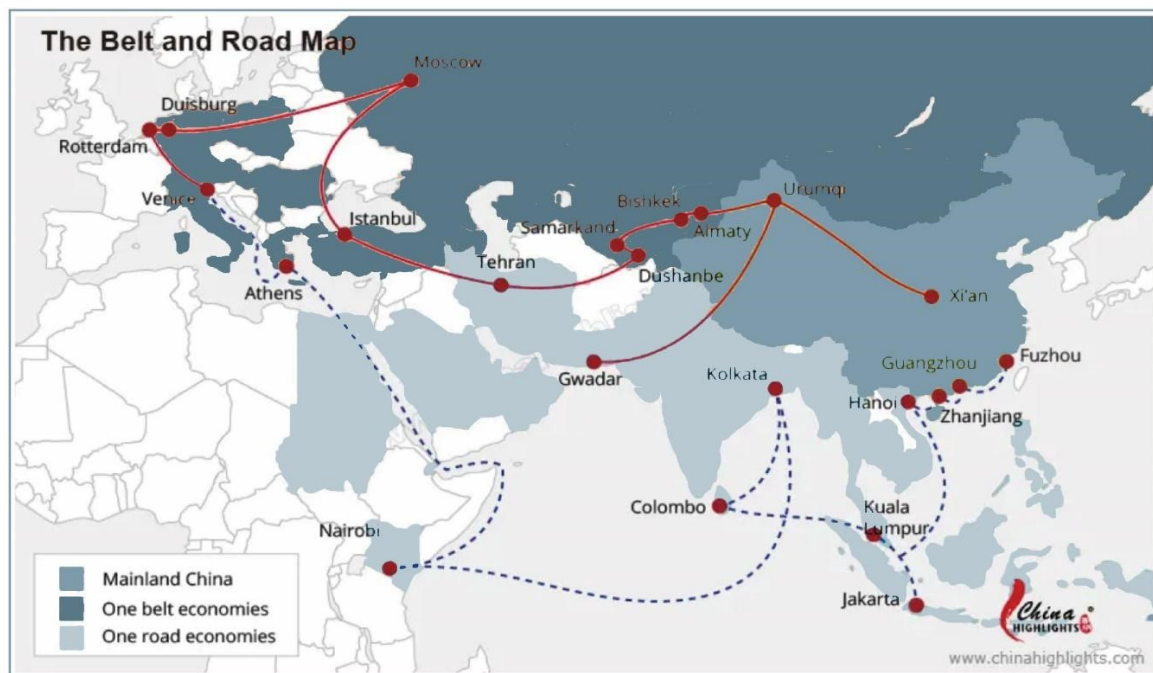 The Belt and Road Map
Moscow
Duisburg
Rotterdam
Venice
Istanbul
Athens
Tehran
Samarkand
Bishkek
Almaty
Dushanbe
Urumqi
Xi'an
Gwadar
Kolkata
Guangzhou
Fuzhou
Hanoi
Zhanjiang
Colombo
Kuala
Lumpur
Nairobi
Jakarta
Mainland China
One belt economies
One road economies
China
HIGHLIGHTS
®
www.chinahighlights.com